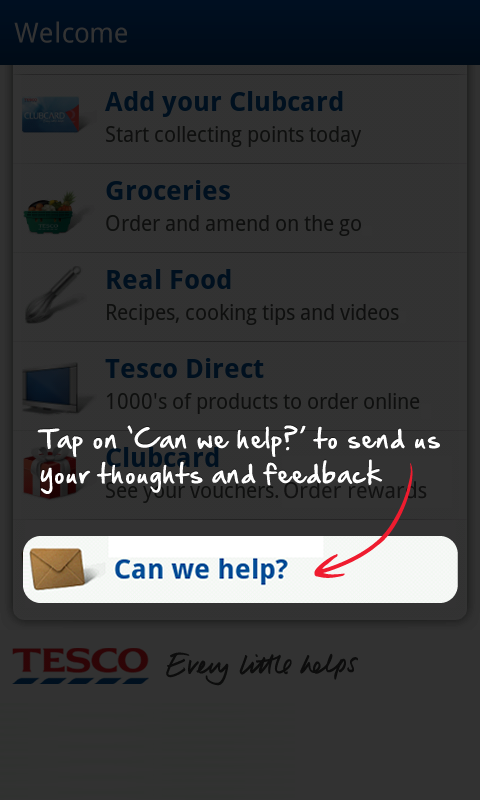 Welcome
CLUBCARD
Add your Clubcard
Start collecting points today
Groceries
Order and amend on the go
Real Food
Recipes, cooking tips and videos
Tesco Direct
1000's of products to order online
Tap on 'Can we help?' to send us
your thoughts and feedback
Clubcard
See your vouchers. Order rewards
Can we help?
TESCO Every little helps